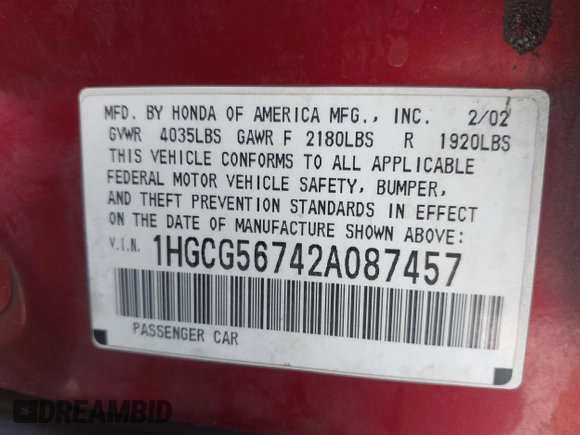 MFD. BY HONDA OF AMERICA MFG., INC. 2/02
GVWR 4035LBS GAWR F 2180LBS R 1920LBS
THIS VEHICLE CONFORMS TO ALL APPLICABLE
FEDERAL MOTOR VEHICLE SAFETY, BUMPER,
AND THEFT PREVENTION STANDARDS IN EFFECT
ON THE DATE OF MANUFACTURE SHOWN ABOVE:
V.I.N. 1HGCG56742A087457
PASSENGER CAR
DREAMBID